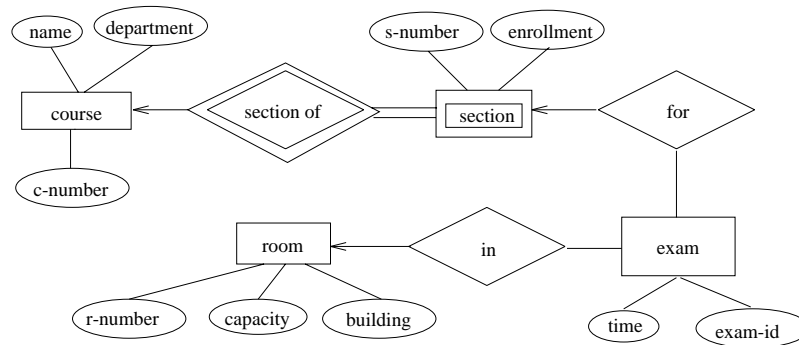 name
department
s-number
enrollment
course
section of
section
for
c-number
room
in
exam
r-number
capacity
building
time
exam-id